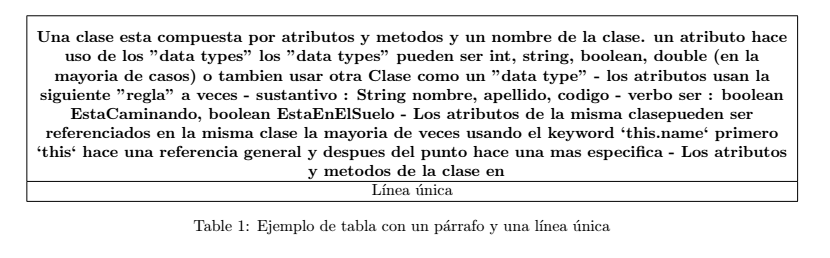 Una clase esta compuesta por atributos y metodos y un nombre de la clase. un atributo hace
uso de los ”data types” los ”data types” pueden ser int, string, boolean, double (en la
mayoria de casos) o tambien usar otra Clase como un ”data type” - los atributos usan la
siguiente ”regla” a veces - sustantivo : String nombre, apellido, codigo - verbo ser : boolean
EstaCaminando, boolean EstaEnElSuelo - Los atributos de la misma clasepueden ser
referenciados en la misma clase la mayoria de veces usando el keyword ‘this.name‘ primero
‘this‘ hace una referencia general y despues del punto hace una mas especifica - Los atributos
y metodos de la clase en
Línea única
Table 1: Ejemplo de tabla con un párrafo y una línea única